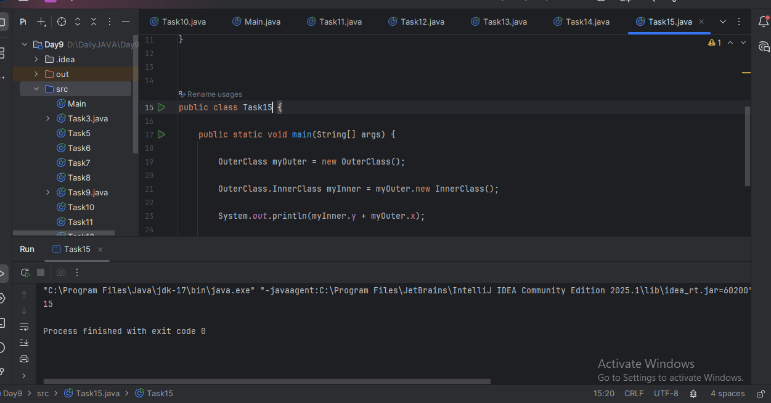 Pr
Task10.java
Main.java
Task11.java
Task12.java
Task13.java
Task14.java
Task15.java
Day9 D:\DailyJAVA\Day9
.idea
out
src
Main
Task3.java
Task5
Task6
Task7
Task8
Task9.java
Task10
Task11
1
11 }
12
13
14
Rename usages
15 public class Task15 {
16
17 public static void main(String[] args) {
18
19 OuterClass myOuter = new OuterClass();
20
21 OuterClass.InnerClass myInner = myOuter.new InnerClass();
22
23 System.out.println(myInner.y + myOuter.x);
24
Run Task15
"C:\Program Files\Java\jdk-17\bin\java.exe" "-javaagent:C:\Program Files\JetBrains\IntelliJ IDEA Community Edition 2025.1\lib\idea_rt.jar=60200"
15
Process finished with exit code 0
Activate Windows
Go to Settings to activate Windows.
Day9 > src > Task15.java > Task15
15:20 CRLF UTF-8 4 spaces